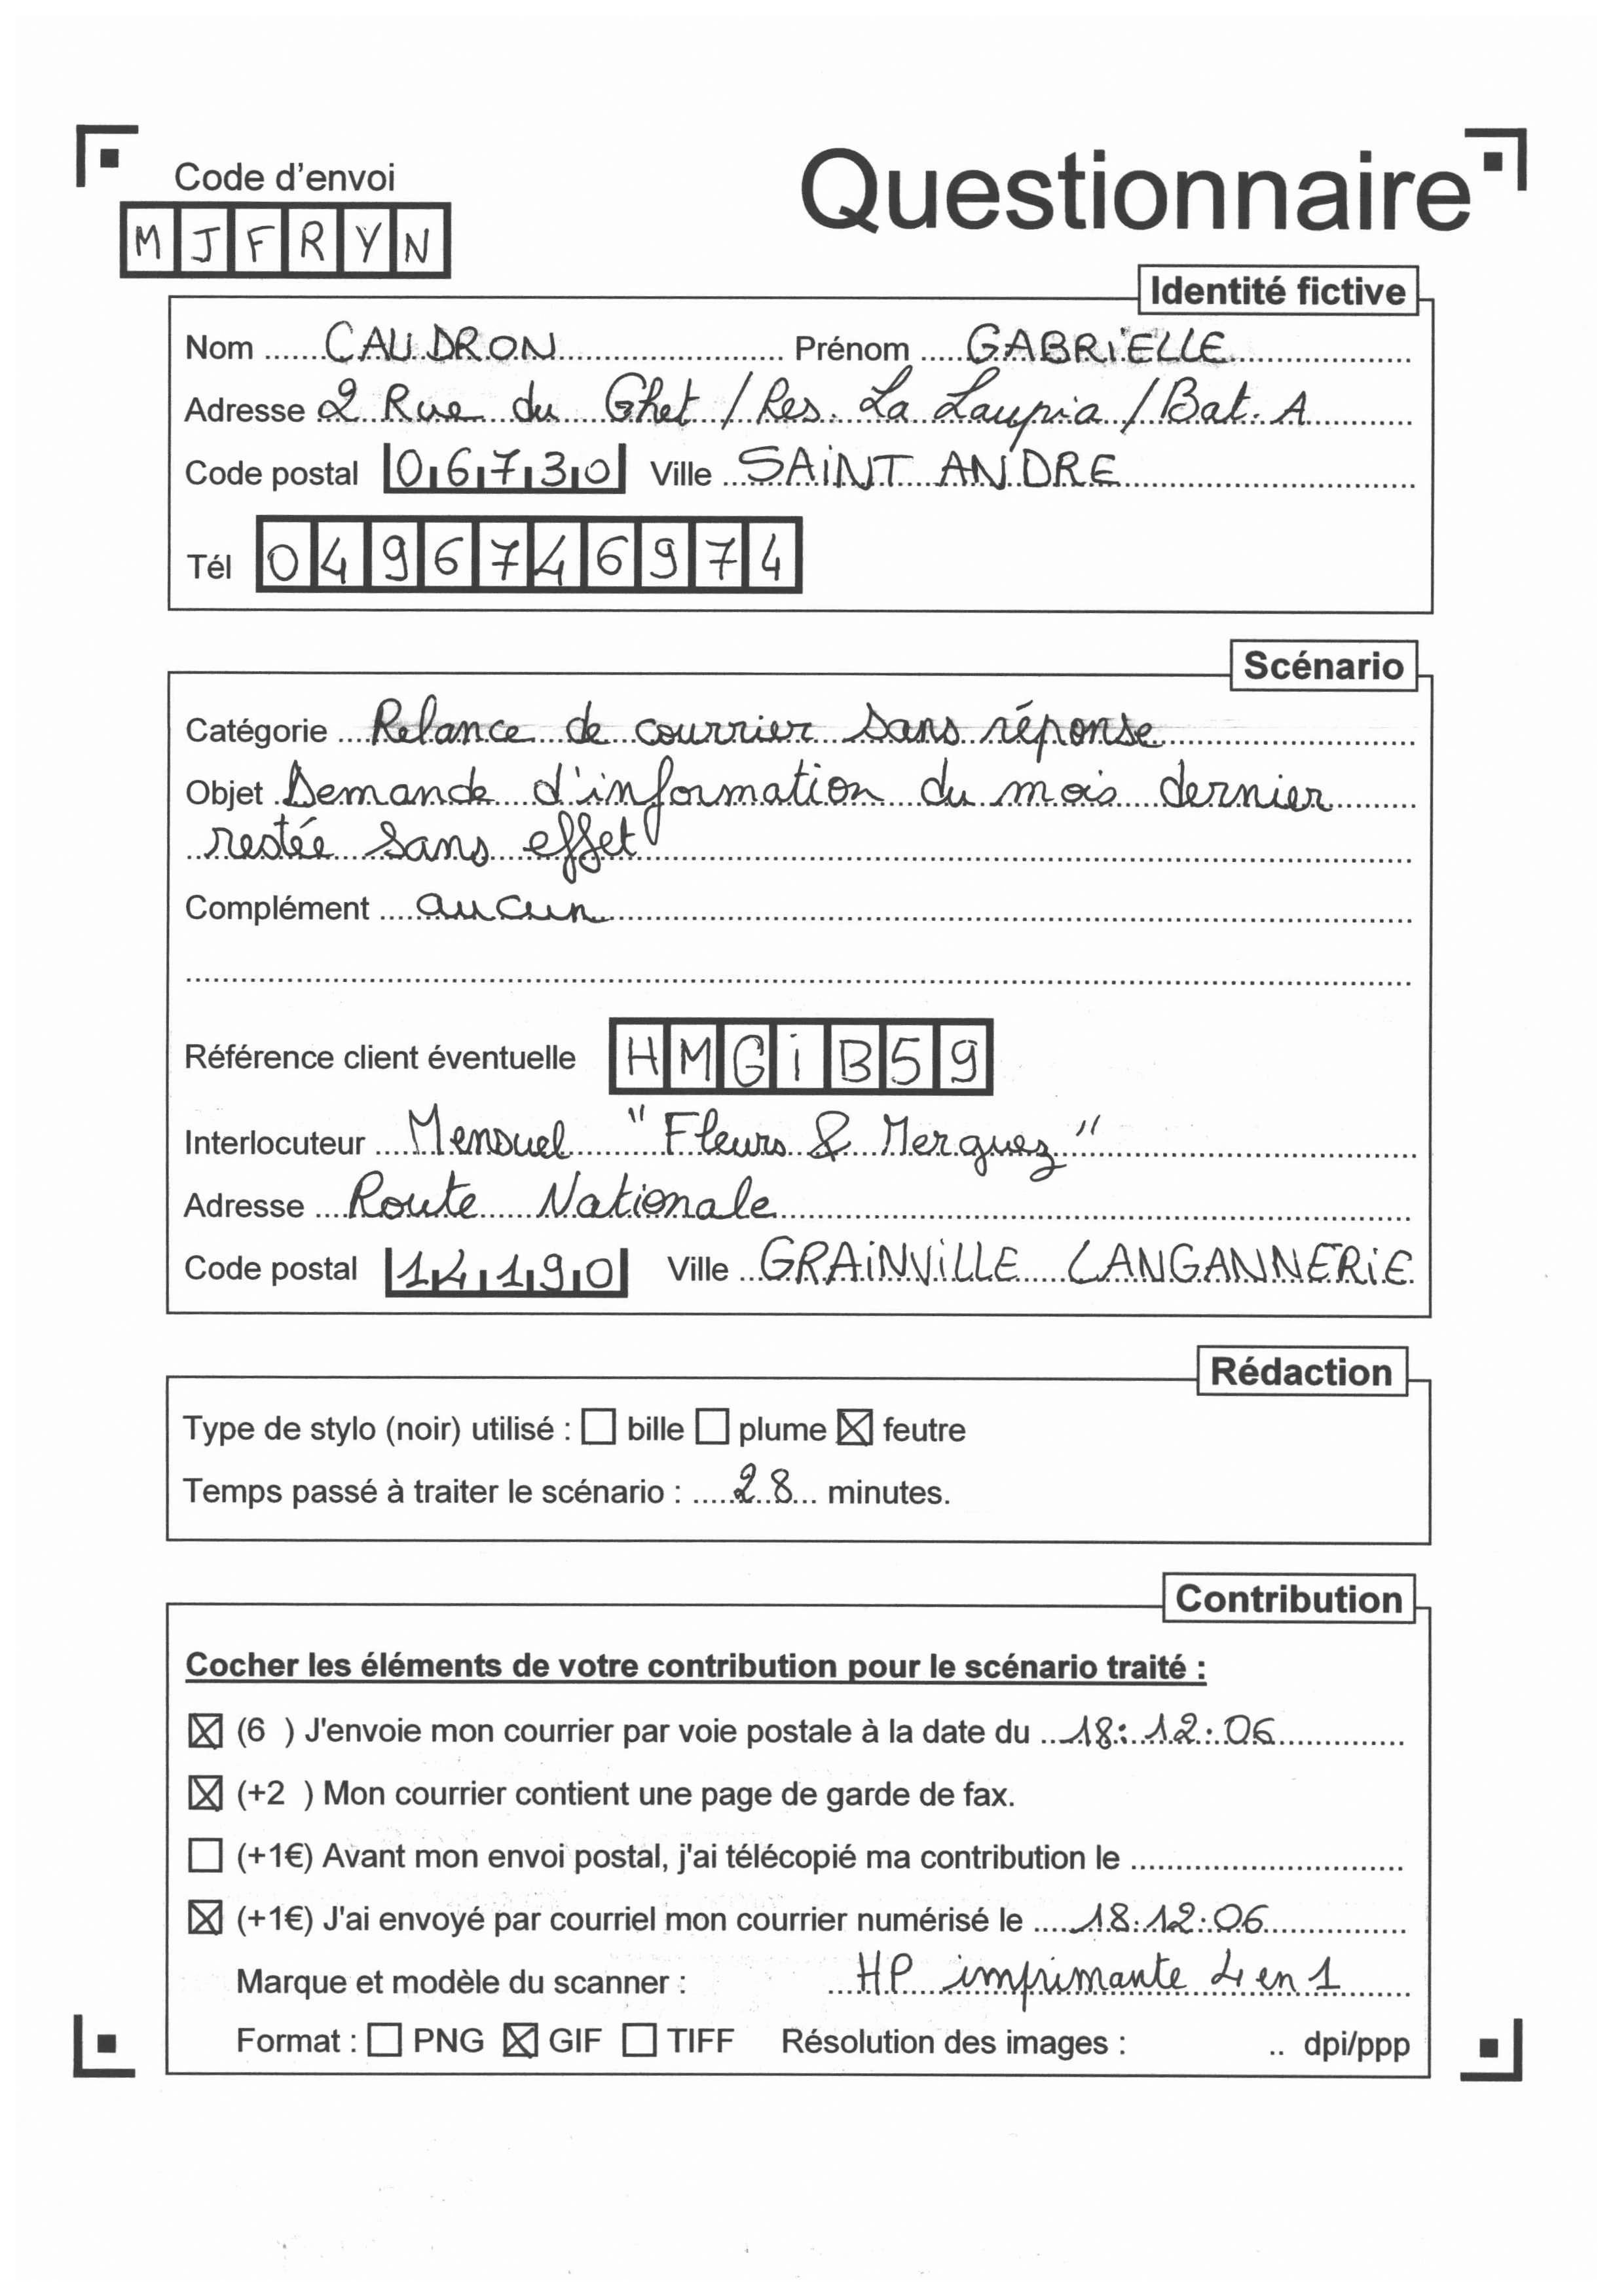 Code d'envoi
Questionnaire
MJFRYN
Identité fictive
Nom CAUDRON Prénom GABRIELLE
Adresse 2 Rue du Ghet / Res. La Laupia / Bat. A
Code postal 06730 Ville SAINT ANDRE
Tél 0496746974
Scénario
Catégorie Relance de courrier sans réponse
Objet Demande d'information du mois dernier
restée sans effet
Complément aucun
Référence client éventuelle HMGIB59
Interlocuteur Mensuel "Fleurs & Merguez"
Adresse Route Nationale
Code postal 14190 Ville GRAINVILLE LANGANNERIE
Rédaction
Type de stylo (noir) utilisé : ☐ bille ☐ plume ☒ feutre
Temps passé à traiter le scénario : 28 minutes.
Contribution
Cocher les éléments de votre contribution pour le scénario traité :
☒ (6 ) J'envoie mon courrier par voie postale à la date du 18:12:06
☒ (+2 ) Mon courrier contient une page de garde de fax.
☐ (+1€) Avant mon envoi postal, j'ai télécopié ma contribution le
☒ (+1€) J'ai envoyé par courriel mon courrier numérisé le 18:12:06
Marque et modèle du scanner : HP imprimante 4 en 1
Format : ☐ PNG ☒ GIF ☐ TIFF Résolution des images : .. dpi/ppp